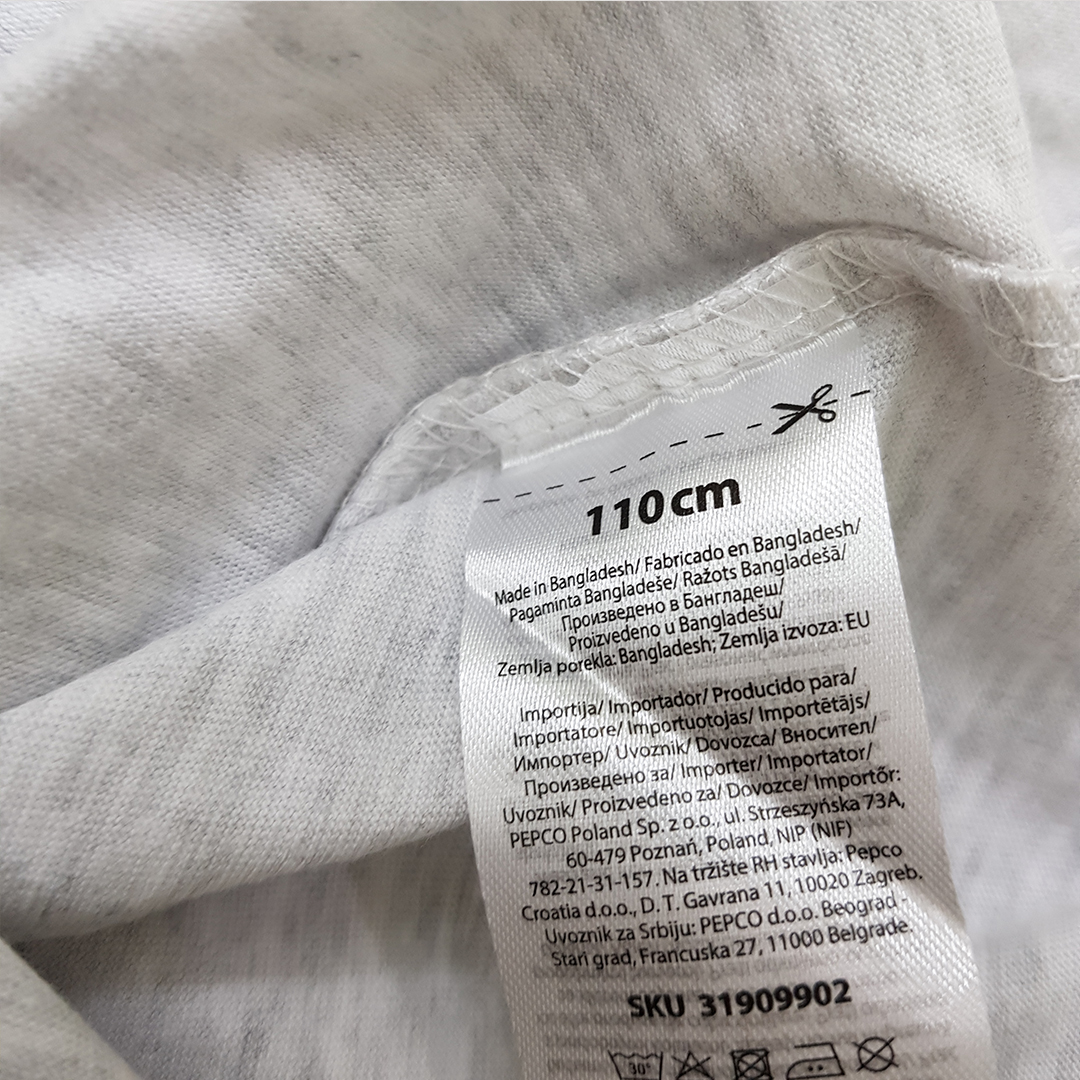 110cm
Made in Bangladesh/ Fabricado en Bangladesh/
Pagaminta Bangladeše/ Ražots Bangladešā/
Произведено в Бангладеш/
Proizvedeno u Bangladešu/
Zemlja porekla: Bangladesh; Zemlja izvoza: EU
Importija/ Importador/ Producido para/
Importatore/ Importuotojas/ Importētājs/
Импортер/ Uvoznik/ Dovozca/ Вносител/
Произведено за/ Importer/ Importator/
Uvoznik/ Proizvedeno za/ Dovozce/ Importőr:
PEPCO Poland Sp. z o.o., ul. Strzeszyńska 73A,
60-479 Poznań, Poland, NIP (NIF)
782-21-31-157. Na tržište RH stavlja: Pepco
Croatia d.o.o., D. T. Gavrana 11, 10020 Zagreb.
Uvoznik za Srbiju: PEPCO d.o.o. Beograd -
Stari grad, Francuska 27, 11000 Belgrade.
SKU 31909902
30°